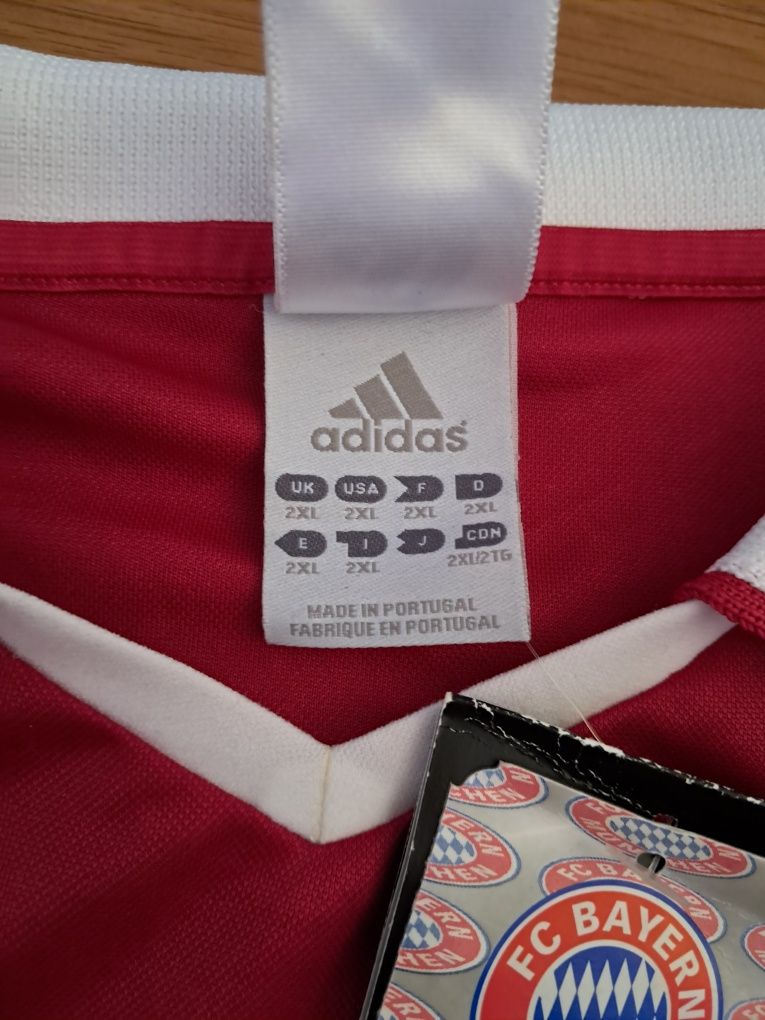 adidas
UK USA F D
2XL 2XL 2XL 2XL
E I J CDN
2XL 2XL 2XL/2TG
MADE IN PORTUGAL
FABRIQUE EN PORTUGAL
FC BAYERN